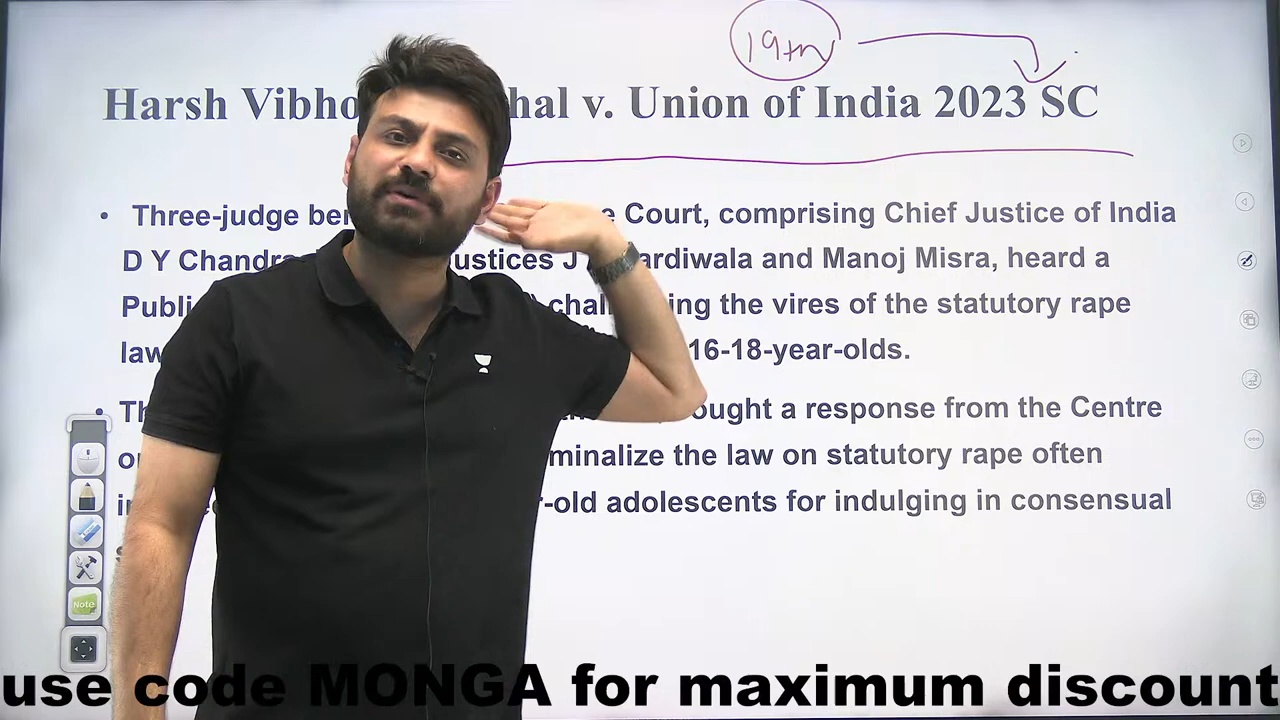 19th
Harsh Vibho hal v. Union of India 2023 SC
• Three-judge be e Court, comprising Chief Justice of India
D Y Chandra ustices J ardiwala and Manoj Misra, heard a
Publi chal ing the vires of the statutory rape
law 16-18-year-olds.
• Th ought a response from the Centre
o minalize the law on statutory rape often
in -old adolescents for indulging in consensual
Note
use code MONGA for maximum discount